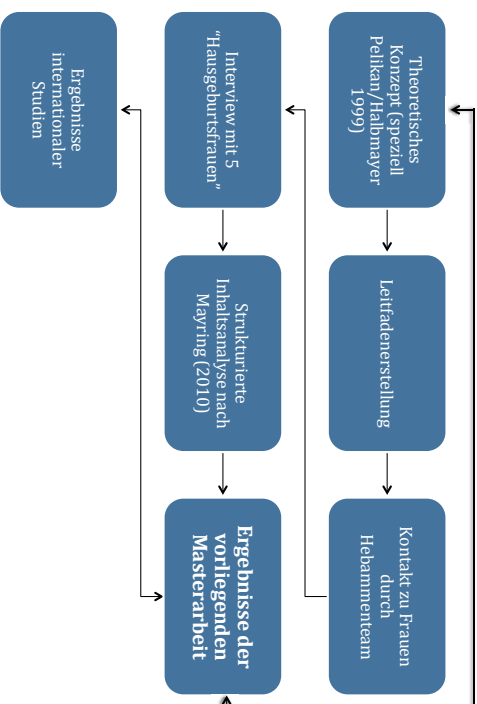 Theoretisches
Konzept (speziell
Pelikan/Halbmayer
1999)
Leitfadenerstellung
Kontakt zu Frauen
durch
Hebammenteam
Interview mit 5
"Hausgeburtsfrauen"
Strukturierte
Inhaltsanalyse nach
Mayring (2010)
Ergebnisse der
vorliegenden
Masterarbeit
Ergebnisse
internationaler
Studien